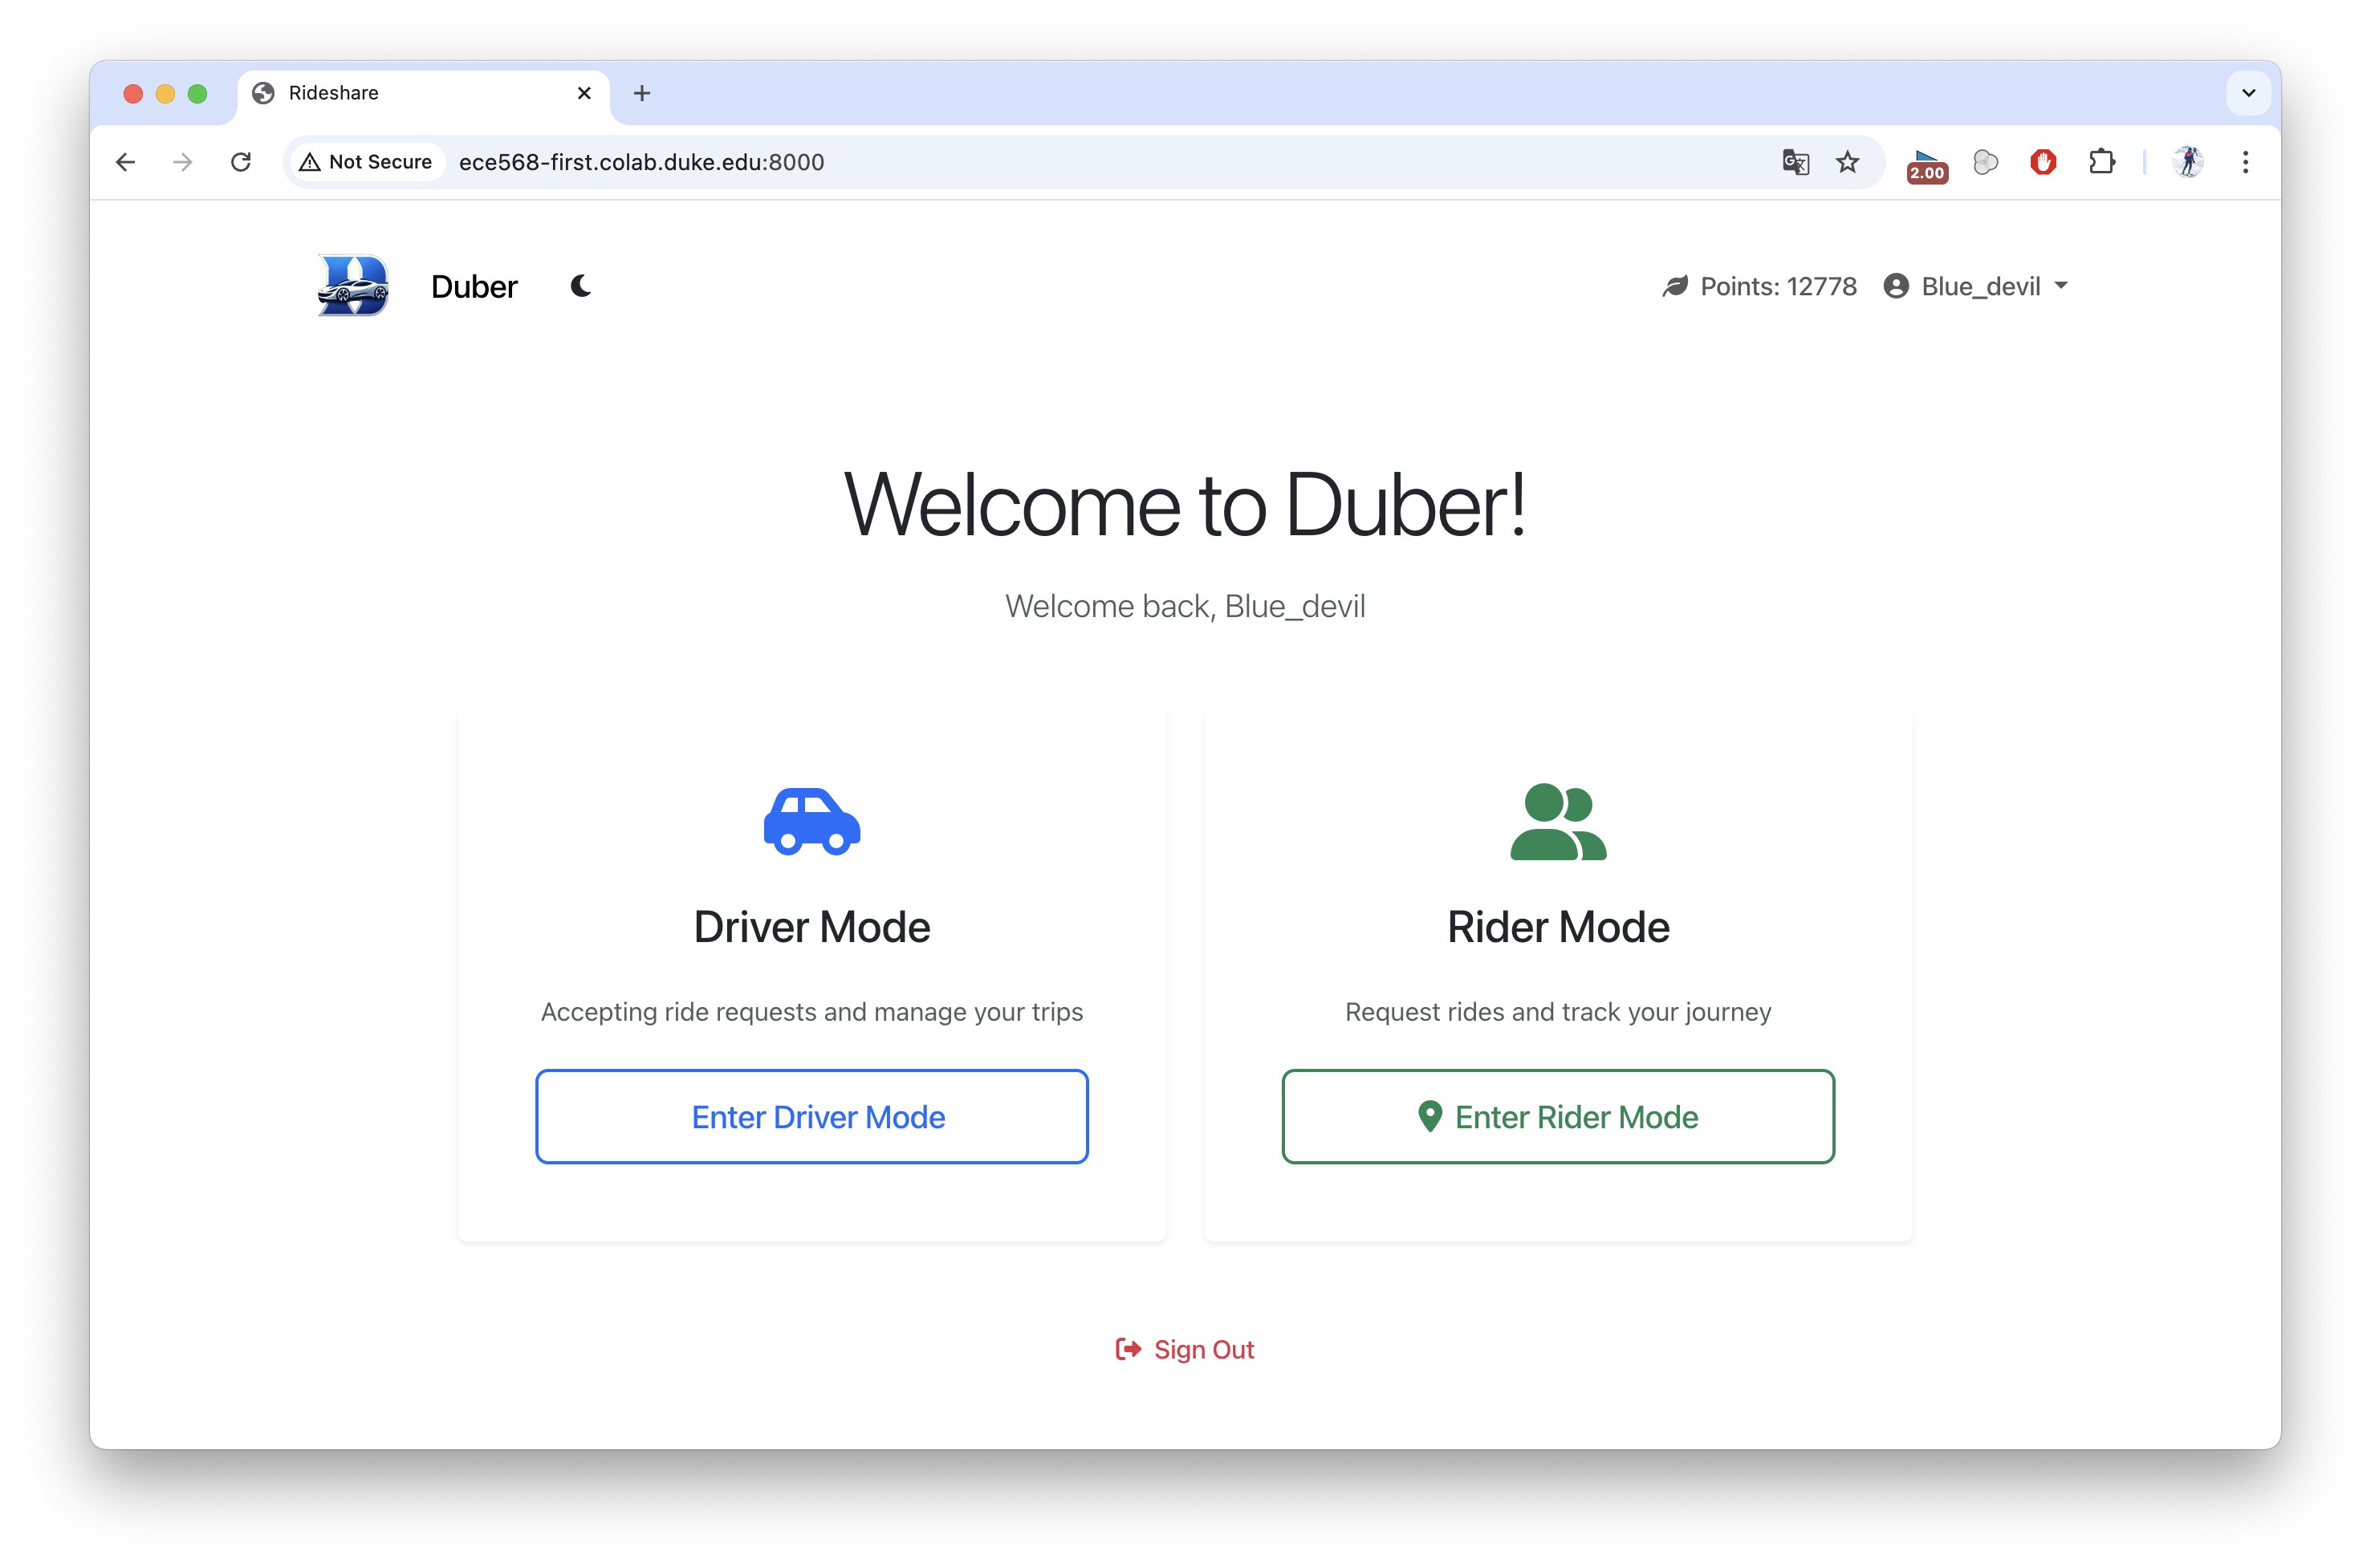 Rideshare
Not Secure
ece568-first.colab.duke.edu:8000
2.00
Duber
Points: 12778
Blue_devil
Welcome to Duber!
Welcome back, Blue_devil
Driver Mode
Accepting ride requests and manage your trips
Enter Driver Mode
Rider Mode
Request rides and track your journey
Enter Rider Mode
Sign Out